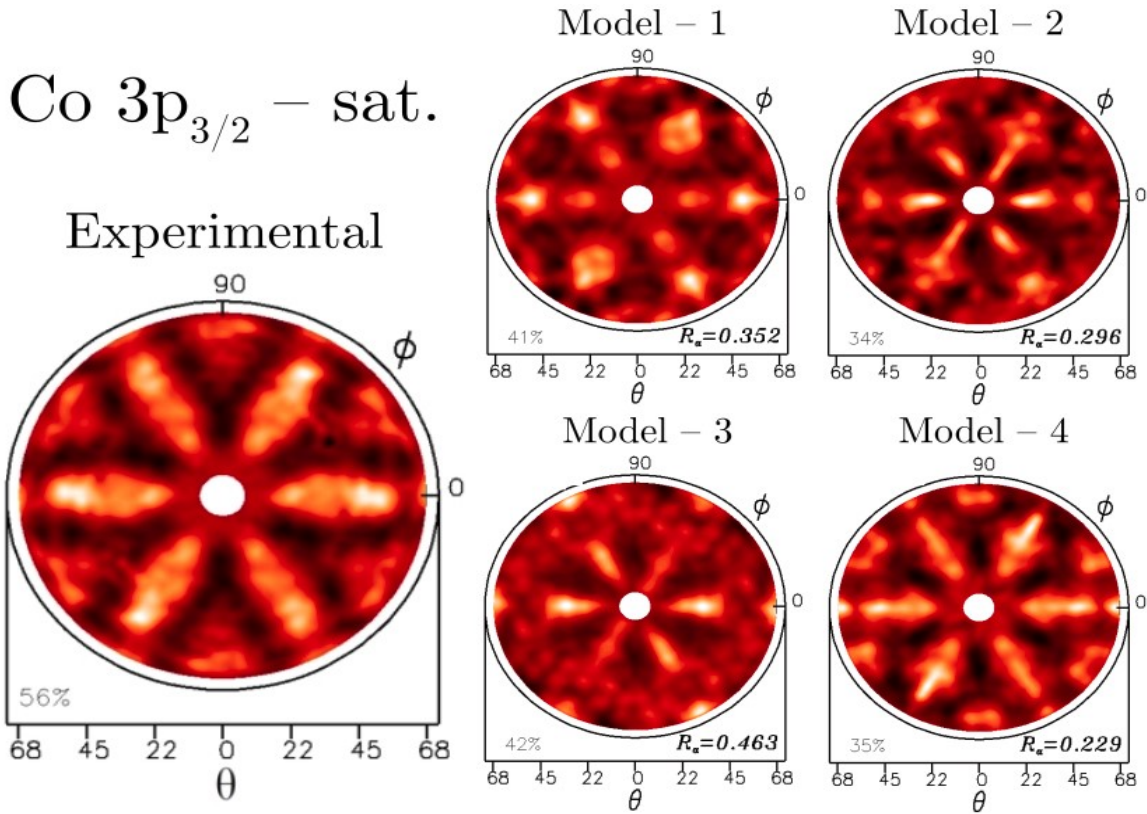 Co 3p3/2 – sat.
Experimental
90
ϕ
0
56%
68 45 22 0 22 45 68
θ
Model – 1
90
ϕ
0
41%
Rα=0.352
68 45 22 0 22 45 68
θ
Model – 2
90
ϕ
0
34%
Rα=0.296
68 45 22 0 22 45 68
θ
Model – 3
90
ϕ
0
42%
Rα=0.463
68 45 22 0 22 45 68
θ
Model – 4
90
ϕ
0
35%
Rα=0.229
68 45 22 0 22 45 68
θ